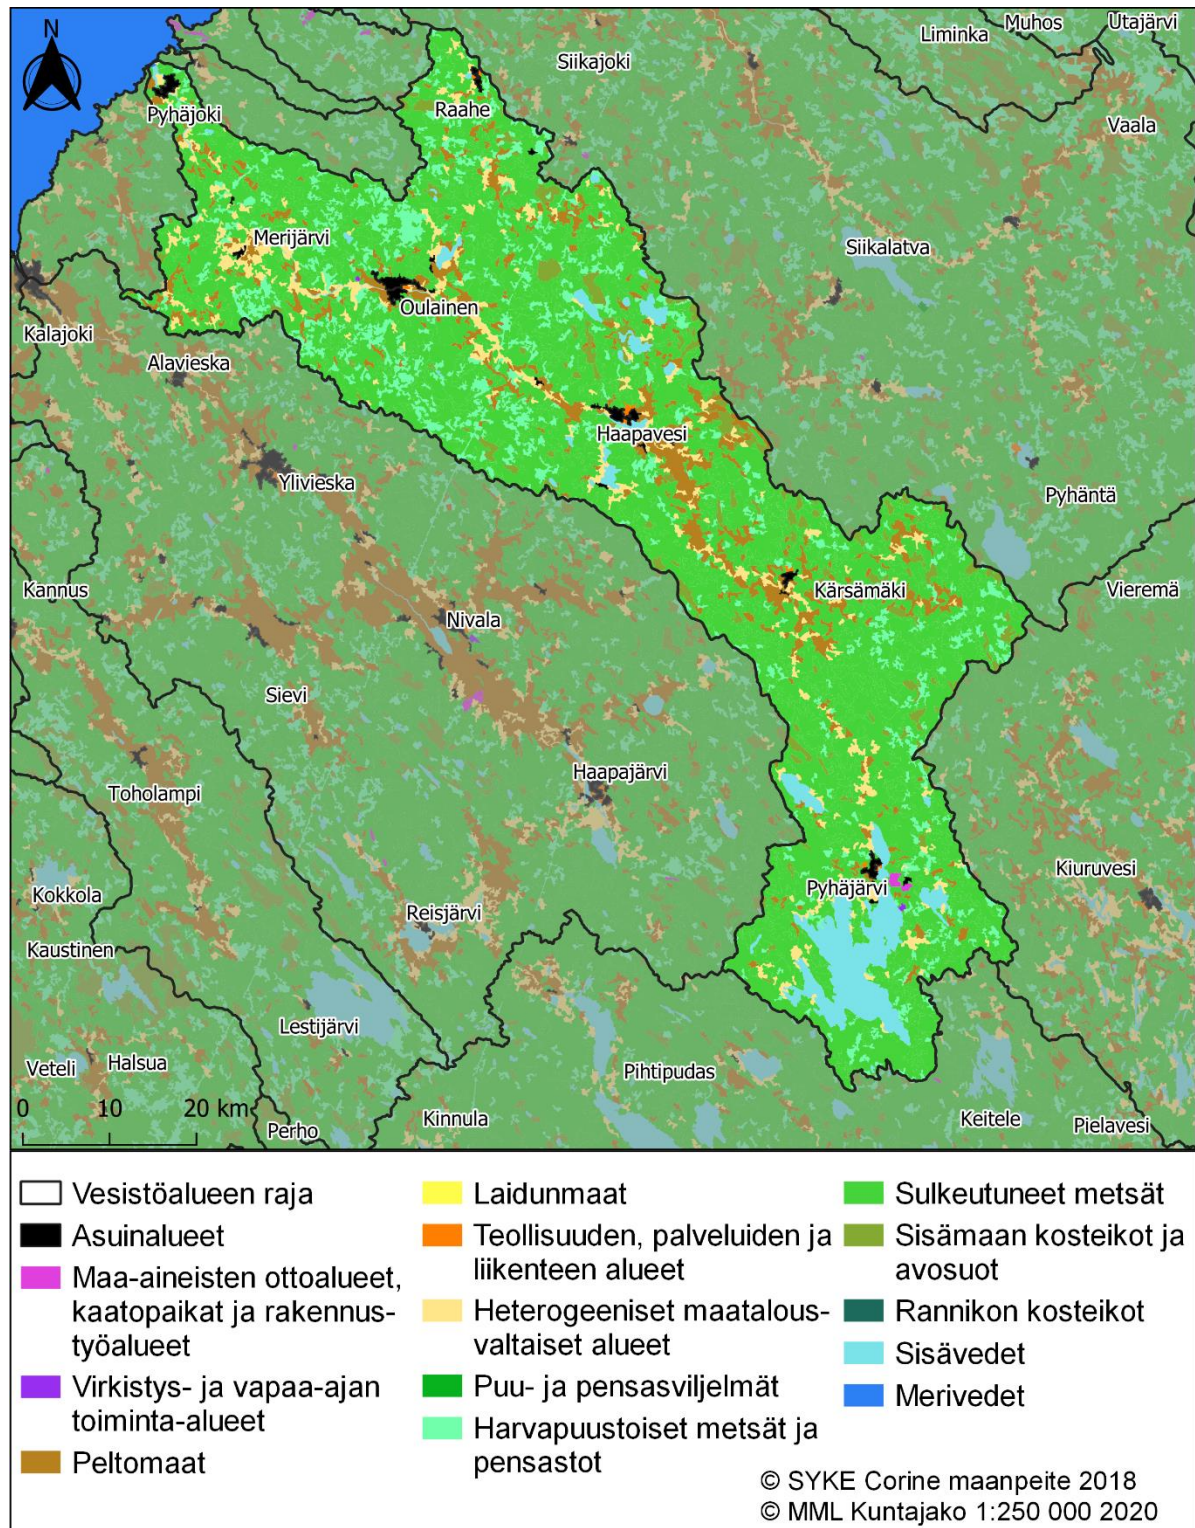 N
Liminka
Muhos
Utajärvi
Siikajoki
Pyhäjoki
Raahe
Vaala
Merijärvi
Siikalatva
Oulainen
Kalajoki
Alavieska
Haapavesi
Ylivieska
Pyhäntä
Kannus
Kärsämäki
Vieremä
Nivala
Sievi
Haapajärvi
Toholampi
Kiuruvesi
Pyhäjärvi
Kokkola
Reisjärvi
Kaustinen
Lestijärvi
Veteli
Halsua
Pihtipudas
0 10 20 km
Perho
Kinnula
Keitele
Pielavesi
Vesistöalueen raja
Asuinalueet
Maa-aineisten ottoalueet,
kaatopaikat ja rakennus-
työalueet
Virkistys- ja vapaa-ajan
toiminta-alueet
Peltomaat
Laidunmaat
Teollisuuden, palveluiden ja
liikenteen alueet
Heterogeeniset maatalous-
valtaiset alueet
Puu- ja pensasviljelmät
Harvapuustoiset metsät ja
pensastot
Sulkeutuneet metsät
Sisämaan kosteikot ja
avosuot
Rannikon kosteikot
Sisävedet
Merivedet
© SYKE Corine maanpeite 2018
© MML Kuntajako 1:250 000 2020